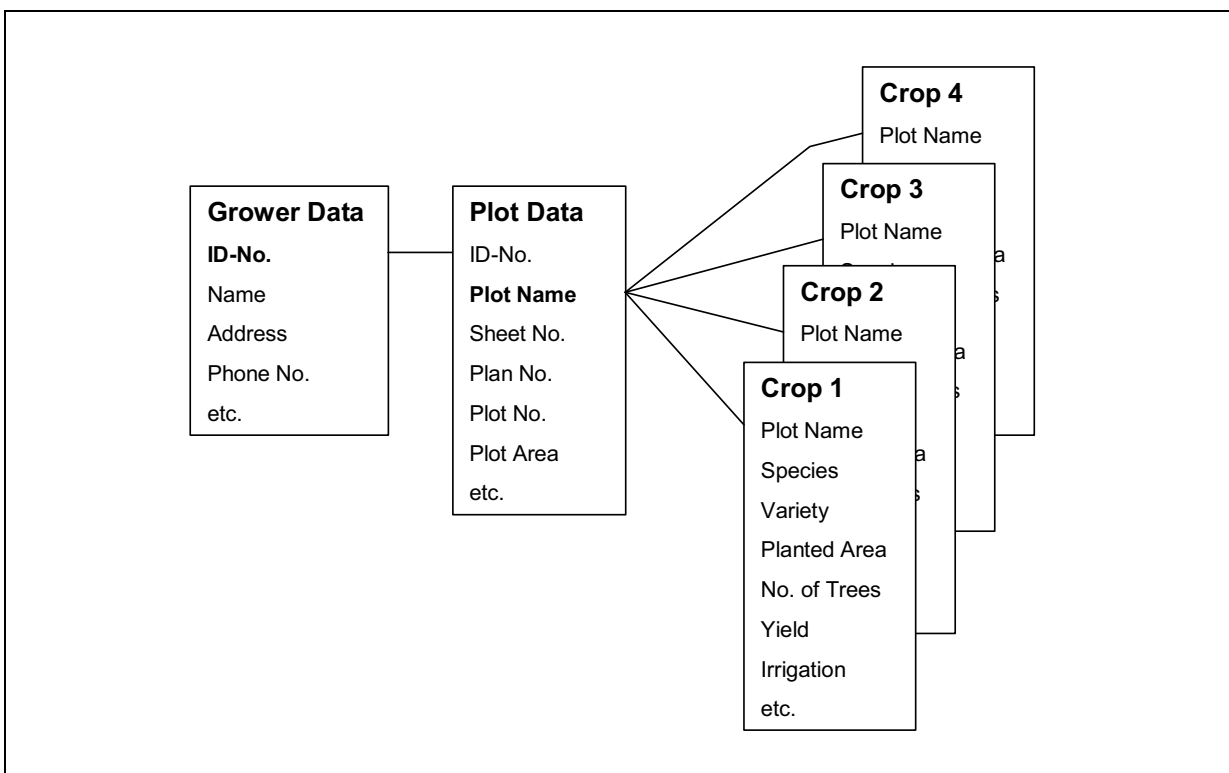 Grower Data
ID-No.
Name
Address
Phone No.
etc.
Plot Data
ID-No.
Plot Name
Sheet No.
Plan No.
Plot No.
Plot Area
etc.
Crop 4
Plot Name
Crop 3
Plot Name
Crop 2
Plot Name
Crop 1
Plot Name
Species
Variety
Planted Area
No. of Trees
Yield
Irrigation
etc.